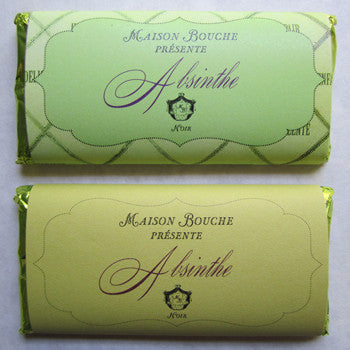 Maison Bouche
présente
Absinthe
Noir
Maison Bouche
présente
Absinthe
Noir